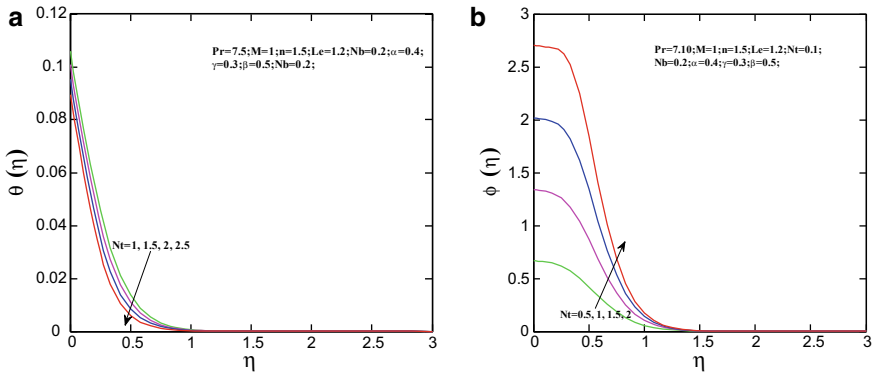 a
Pr=7.5;M=1;n=1.5;Le=1.2;Nb=0.2;α=0.4;
γ=0.3;β=0.5;Nb=0.2;
0.12
0.1
0.08
0.06
0.04
0.02
0
θ (η)
Nt=1, 1.5, 2, 2.5
0 0.5 1 1.5 2 2.5 3
η
b
Pr=7.10;M=1;n=1.5;Le=1.2;Nt=0.1;
Nb=0.2;α=0.4;γ=0.3;β=0.5;
3
2.5
2
1.5
1
0.5
0
ϕ (η)
Nt=0.5, 1, 1.5, 2
0 0.5 1 1.5 2 2.5 3
η